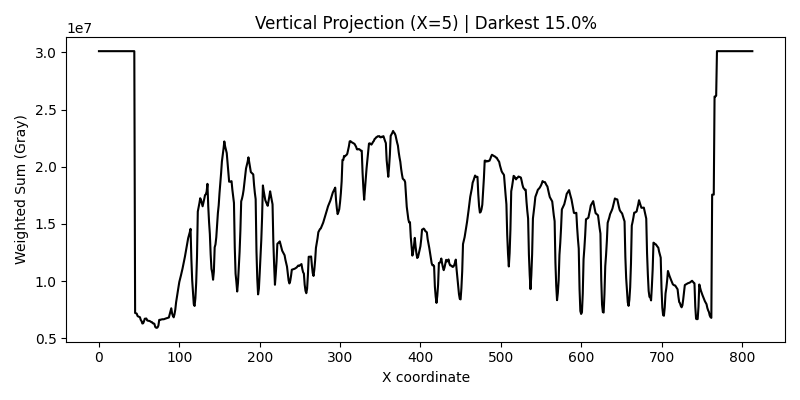 Vertical Projection (X=5) | Darkest 15.0%
1e7
3.0
2.5
2.0
1.5
1.0
0.5
Weighted Sum (Gray)
0 100 200 300 400 500 600 700 800
X coordinate